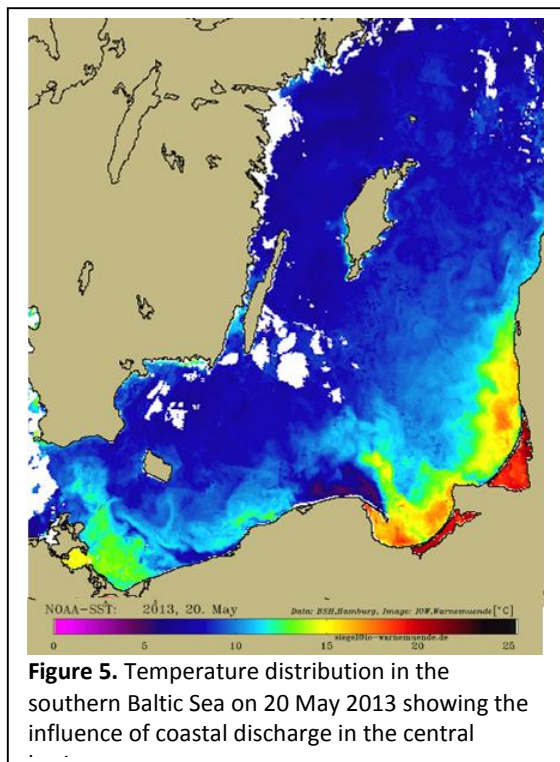 NOAA-SST: 2013, 20. May Data: BSH,Hamburg, Image: IOW,Warnemuende[°C]
siegel@io-warnemuende.de
0 5 10 15 20 25
Figure 5. Temperature distribution in the
southern Baltic Sea on 20 May 2013 showing the
influence of coastal discharge in the central